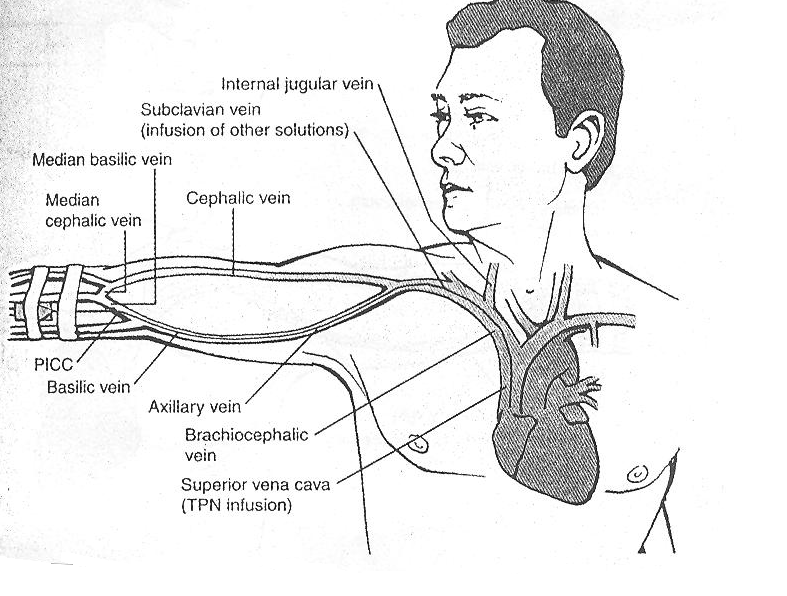 Internal jugular vein
Subclavian vein
(infusion of other solutions)
Median basilic vein
Median
cephalic vein
Cephalic vein
PICC
Basilic vein
Axillary vein
Brachiocephalic
vein
Superior vena cava
(TPN infusion)